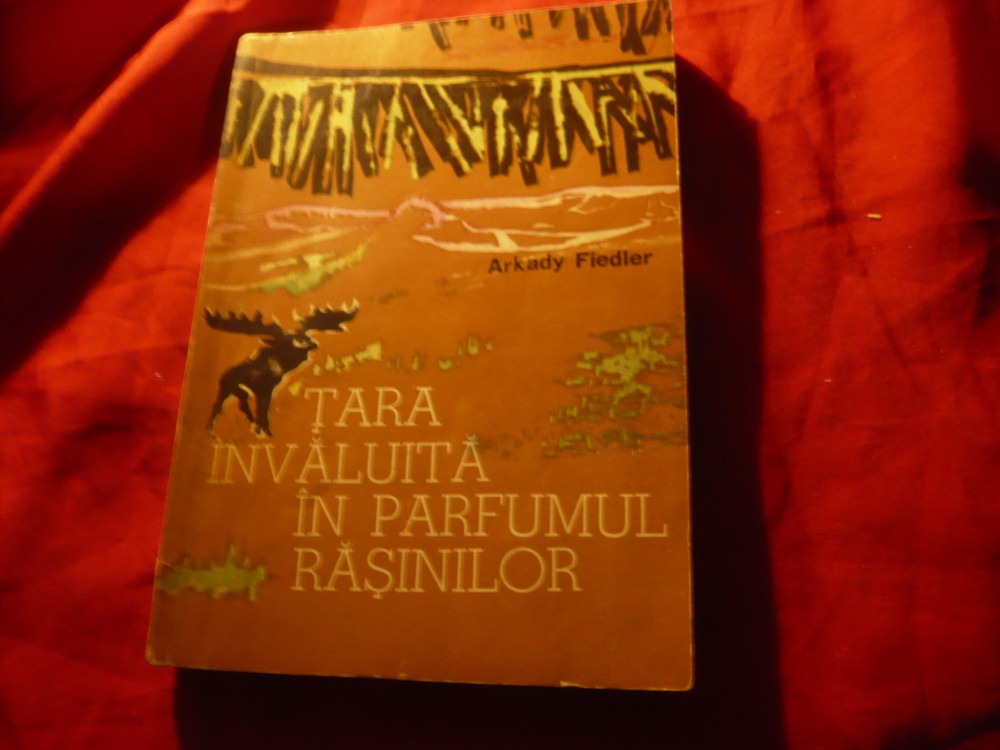 Arkady Fiedler
ȚARA
ÎNVĂLUITĂ
ÎN PARFUMUL
RĂȘINILOR